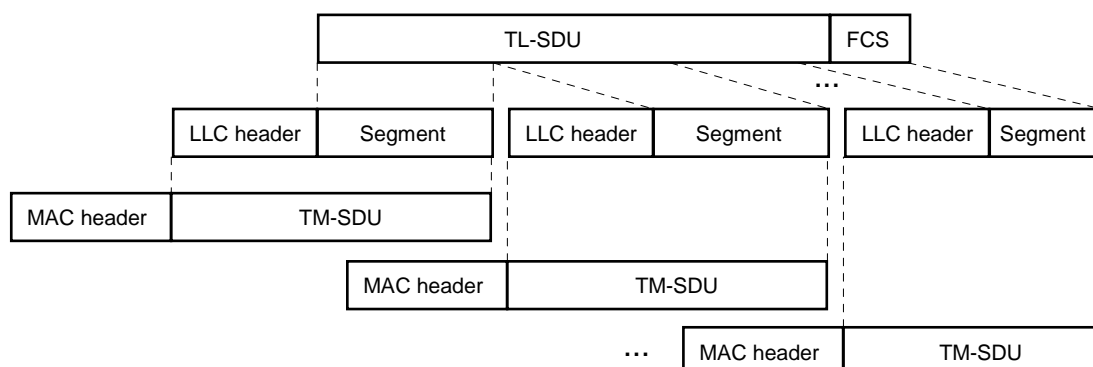 TL-SDU FCS
...
LLC header Segment LLC header Segment LLC header Segment
MAC header TM-SDU
MAC header TM-SDU
... MAC header TM-SDU